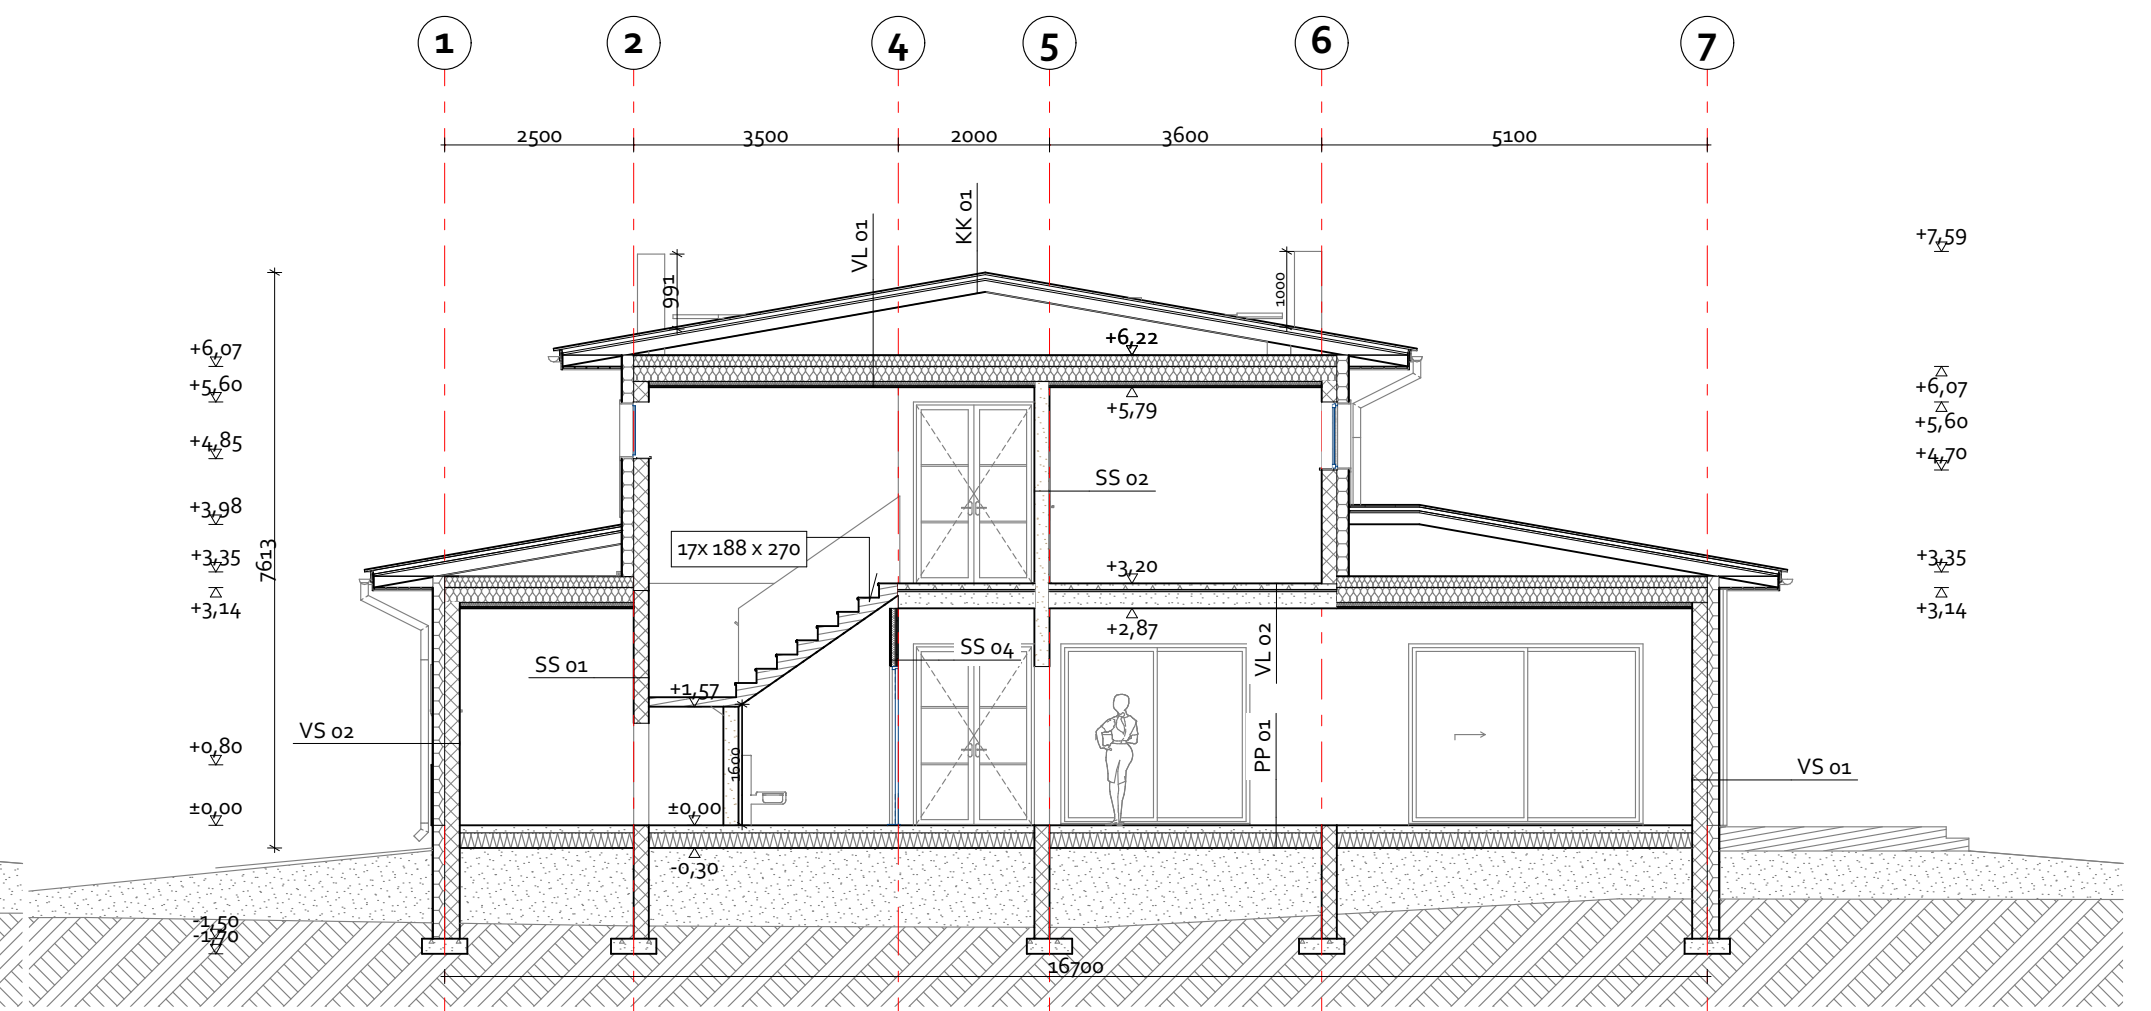 1 2 4 5 6 7
2500 3500 2000 3600 5100
VL 01
KK 01
+7,59
991
1000
7613
+6,07
+5,60
+4,85
+3,98
+3,35
+3,14
+0,80
±0,00
-1,50
-1,70
+6,22
+5,79
SS 02
17x 188 x 270
+3,20
+2,87
SS 04
SS 01
+1,57
VL 02
PP 01
1600
VS 02
VS 01
±0,00
-0,30
+6,07
+5,60
+4,70
+3,35
+3,14
16700